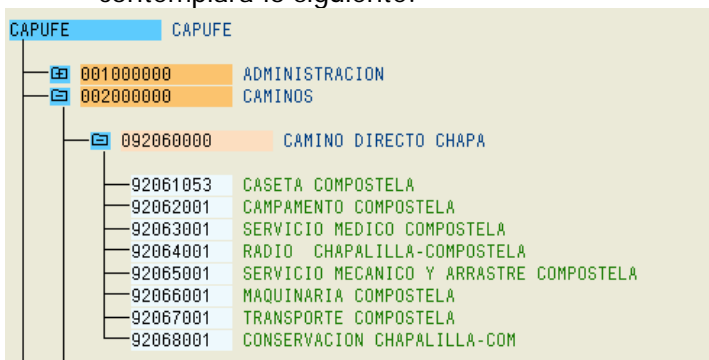 contemplará lo siguiente:
CAPUFE CAPUFE
001000000 ADMINISTRACION
002000000 CAMINOS
092060000 CAMINO DIRECTO CHAPA
92061053 CASETA COMPOSTELA
92062001 CAMPAMENTO COMPOSTELA
92063001 SERVICIO MEDICO COMPOSTELA
92064001 RADIO CHAPALILLA-COMPOSTELA
92065001 SERVICIO MECANICO Y ARRASTRE COMPOSTELA
92066001 MAQUINARIA COMPOSTELA
92067001 TRANSPORTE COMPOSTELA
92068001 CONSERVACION CHAPALILLA-COM